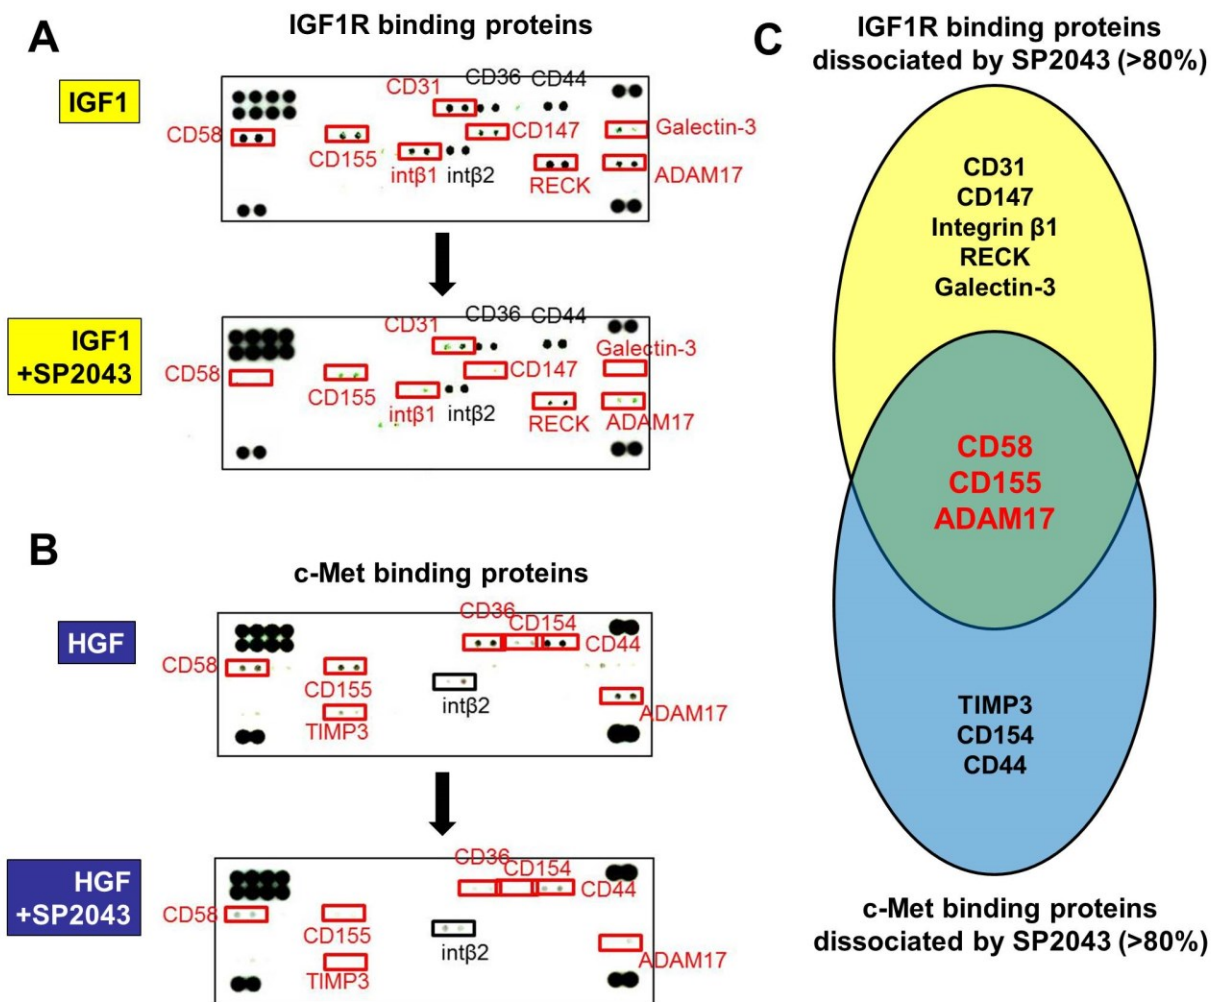 A
IGF1R binding proteins
IGF1
CD31
CD36
CD44
CD58
CD155
CD147
Galectin-3
intβ1
intβ2
RECK
ADAM17
IGF1
+SP2043
CD31
CD36
CD44
Galectin-3
CD58
CD155
CD147
intβ1
intβ2
RECK
ADAM17
B
c-Met binding proteins
HGF
CD36
CD154
CD44
CD58
CD155
intβ2
TIMP3
ADAM17
HGF
+SP2043
CD36
CD154
CD44
CD58
CD155
intβ2
TIMP3
ADAM17
C
IGF1R binding proteins
dissociated by SP2043 (>80%)
CD31
CD147
Integrin β1
RECK
Galectin-3
CD58
CD155
ADAM17
TIMP3
CD154
CD44
c-Met binding proteins
dissociated by SP2043 (>80%)